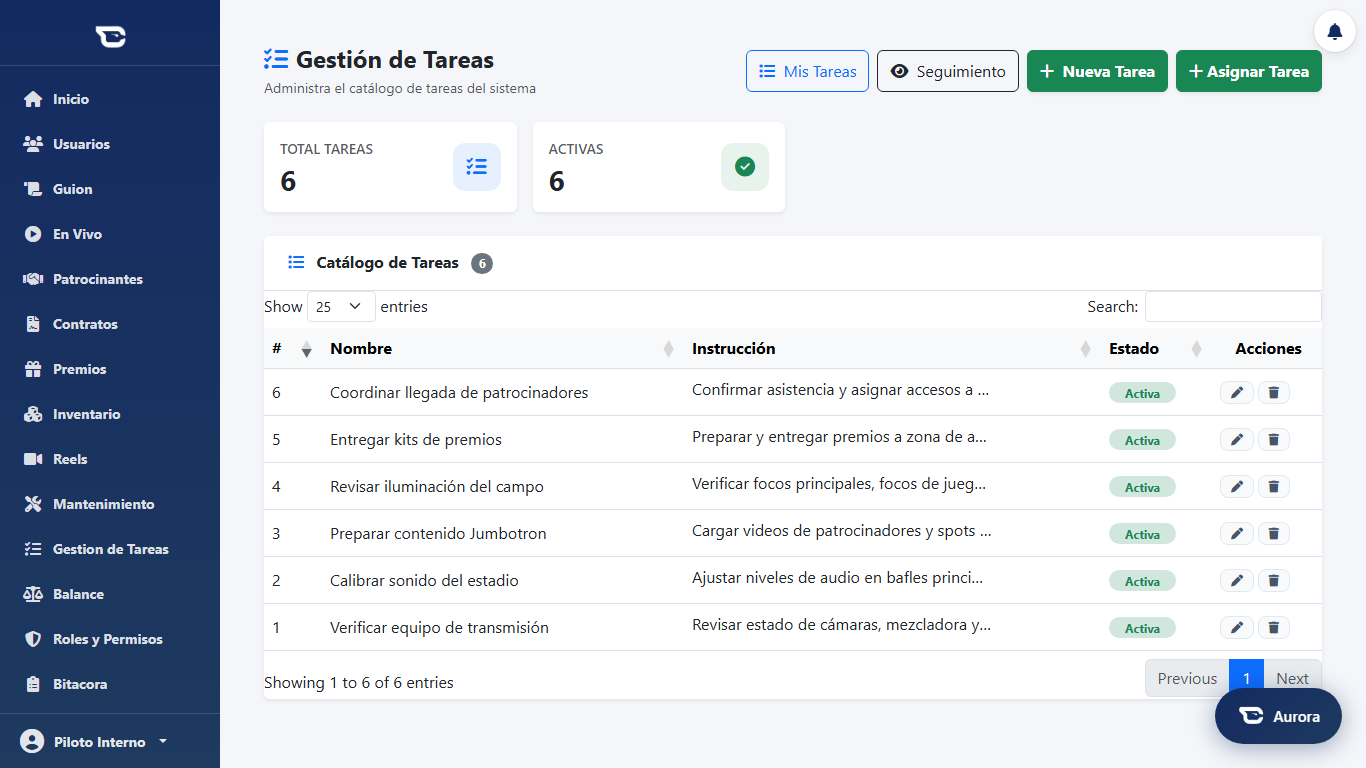 Inicio
Usuarios
Guion
En Vivo
Patrocinantes
Contratos
Premios
Inventario
Reels
Mantenimiento
Gestion de Tareas
Balance
Roles y Permisos
Bitacora
Piloto Interno
Gestión de Tareas
Administra el catálogo de tareas del sistema
Mis Tareas
Seguimiento
Nueva Tarea
Asignar Tarea
TOTAL TAREAS
6
ACTIVAS
6
Catálogo de Tareas 6
Show 25 entries
Search:
# Nombre Instrucción Estado Acciones
6 Coordinar llegada de patrocinadores Confirmar asistencia y asignar accesos a ... Activa
5 Entregar kits de premios Preparar y entregar premios a zona de a... Activa
4 Revisar iluminación del campo Verificar focos principales, focos de jueg... Activa
3 Preparar contenido Jumbotron Cargar videos de patrocinadores y spots ... Activa
2 Calibrar sonido del estadio Ajustar niveles de audio en bafles princi... Activa
1 Verificar equipo de transmisión Revisar estado de cámaras, mezcladora y... Activa
Showing 1 to 6 of 6 entries
Previous 1 Next
Aurora